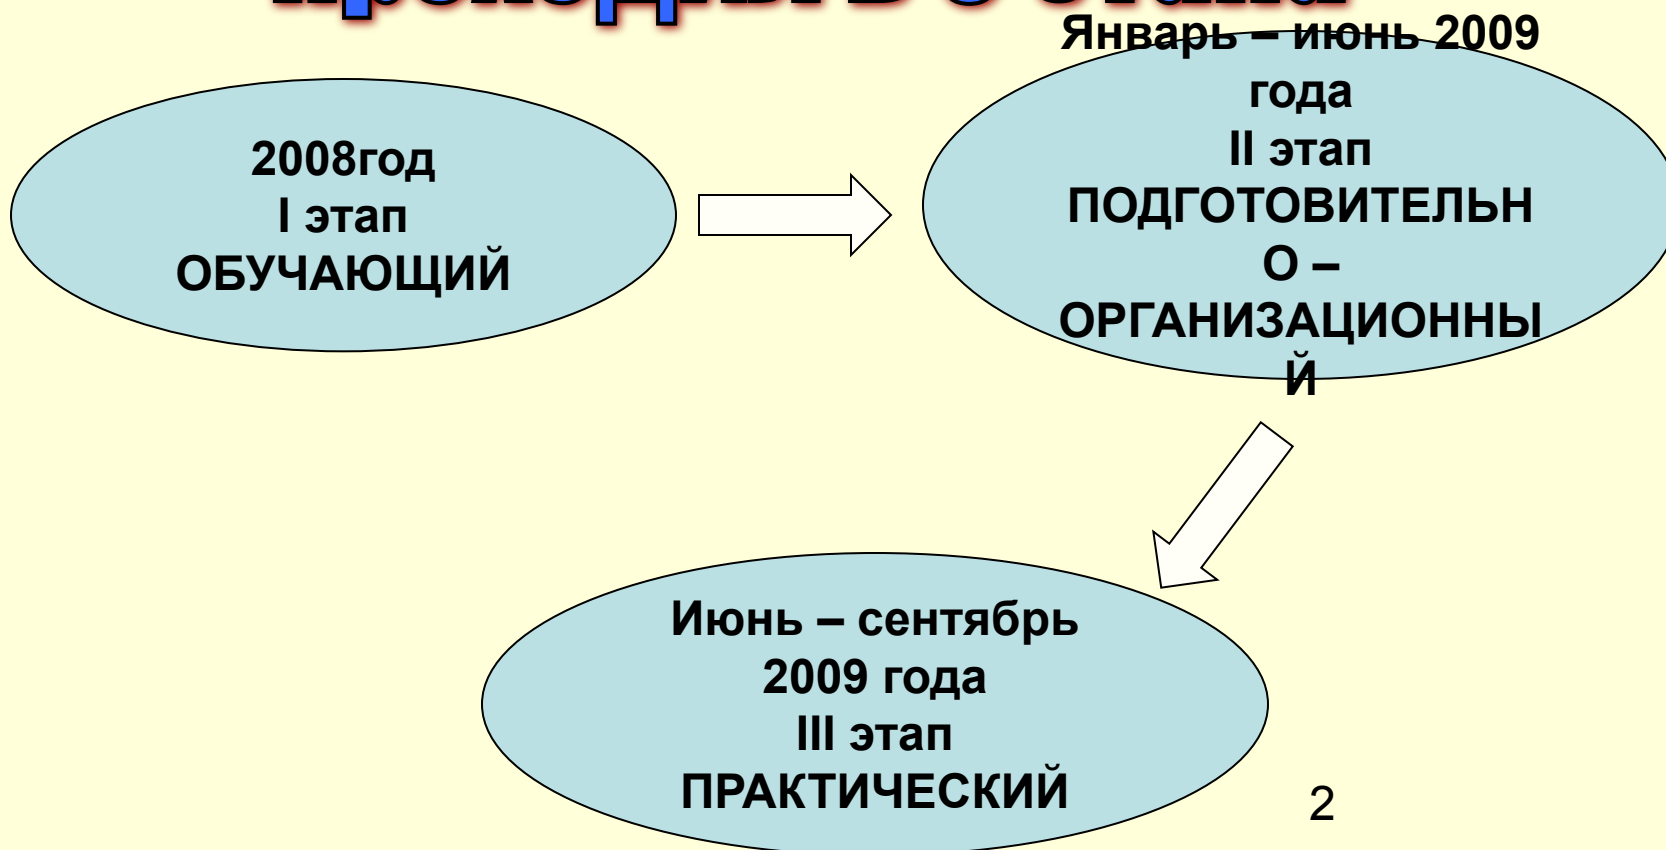 2008год
I этап
ОБУЧАЮЩИЙ
Январь – июнь 2009
года
II этап
ПОДГОТОВИТЕЛЬН
О –
ОРГАНИЗАЦИОННЫ
Й
Июнь – сентябрь
2009 года
III этап
ПРАКТИЧЕСКИЙ
2